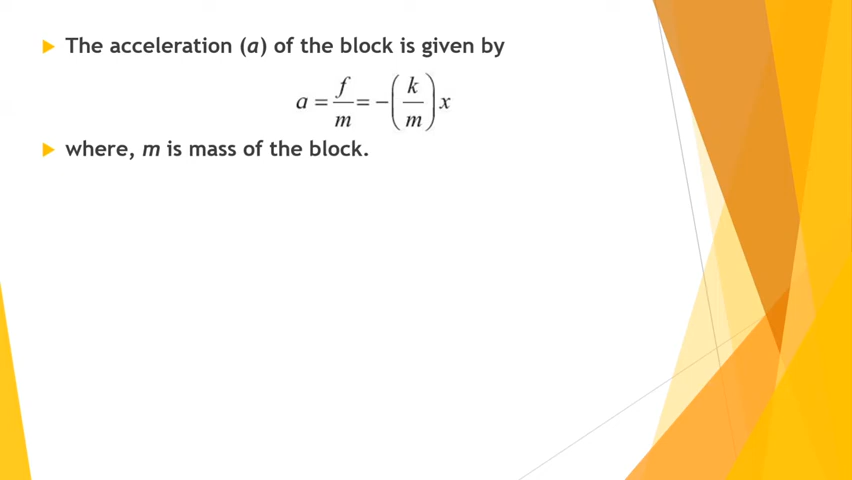 The acceleration (a) of the block is given by
a = f/m = -(k/m)x
where, m is mass of the block.